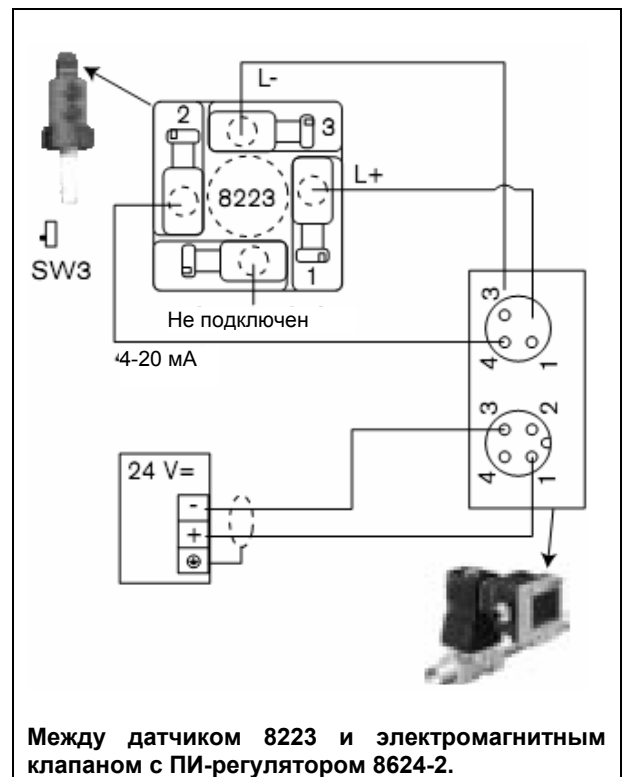 L-
2
3
8223
L+
SW3
1
Не подключен
4-20 мА
3
4
1
3
2
4
1
24 V=
-
+
Между датчиком 8223 и электромагнитным
клапаном с ПИ-регулятором 8624-2.